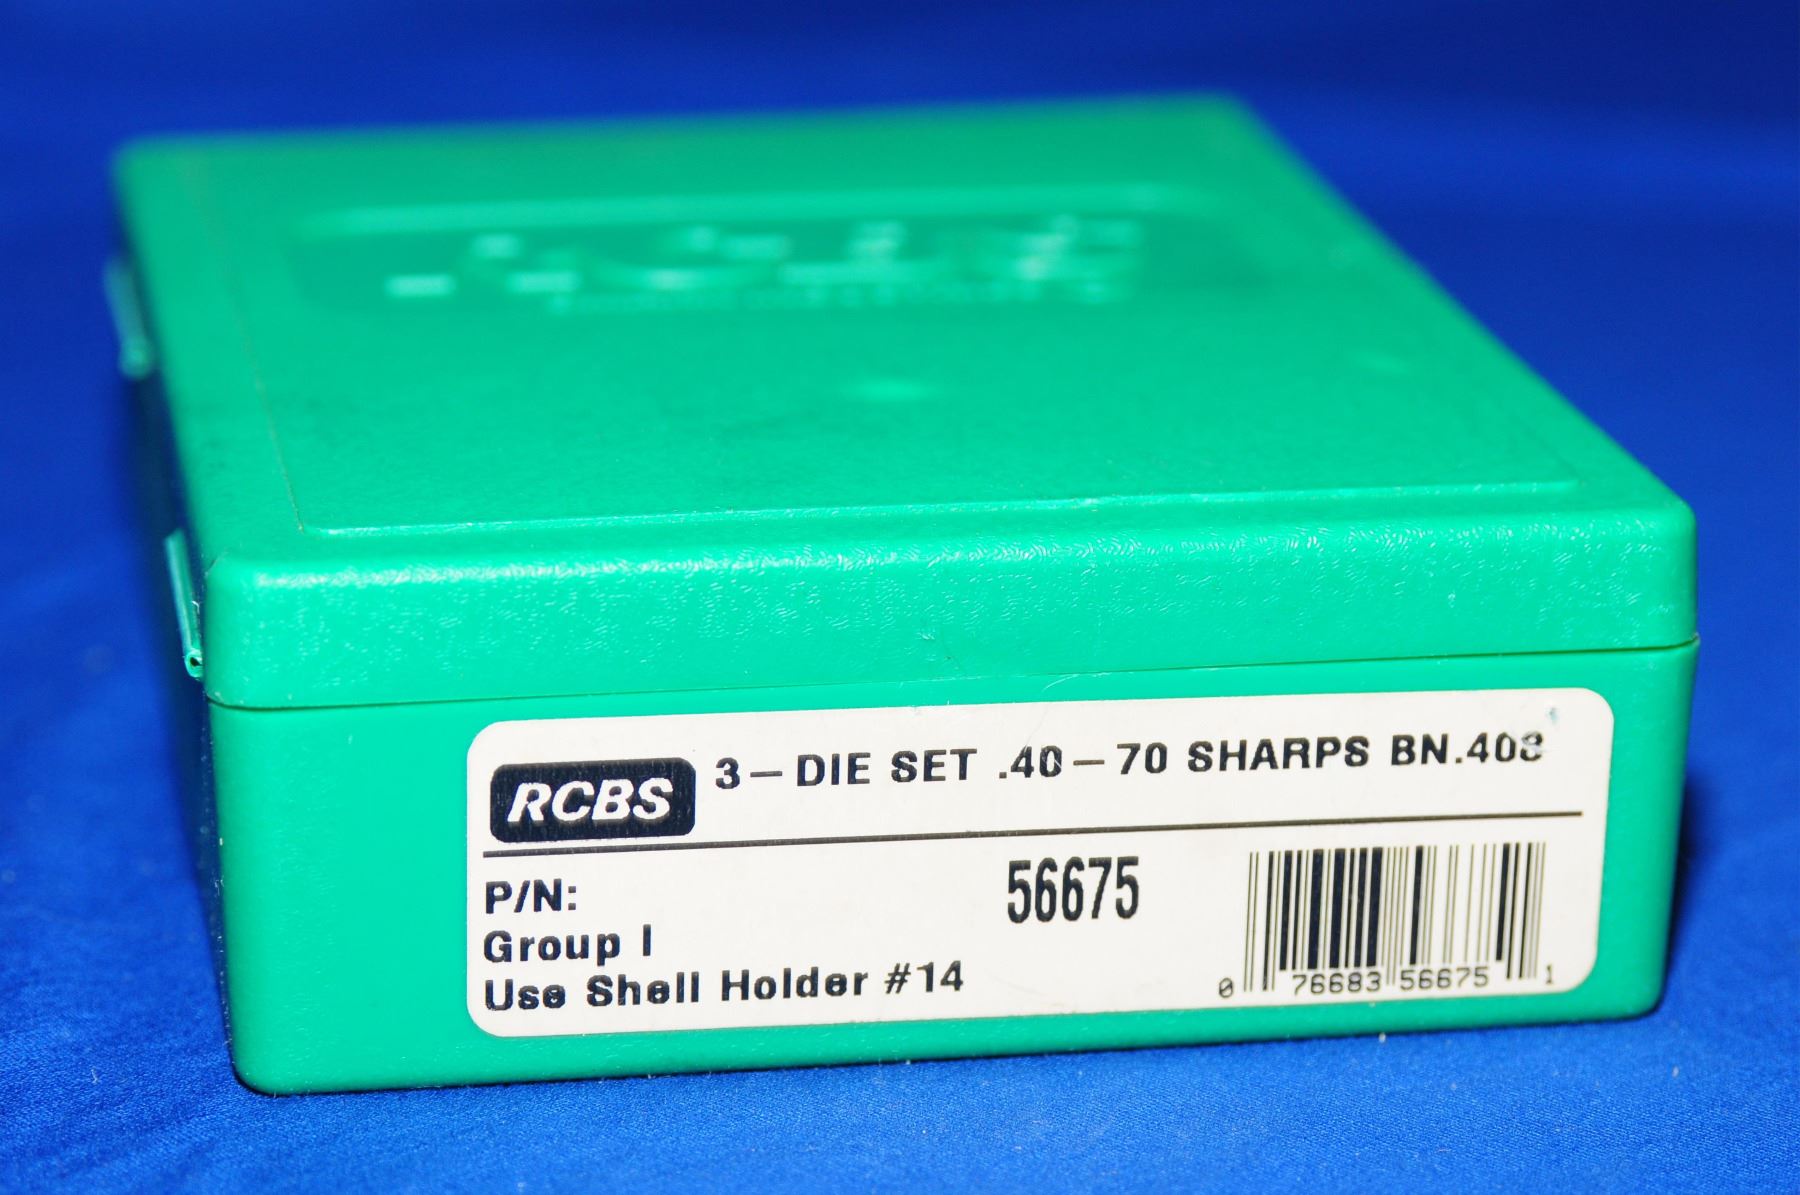 RCBS 3-DIE SET .40-70 SHARPS BN.408
P/N: 56675
Group I
Use Shell Holder #14
0 76683 56675 1